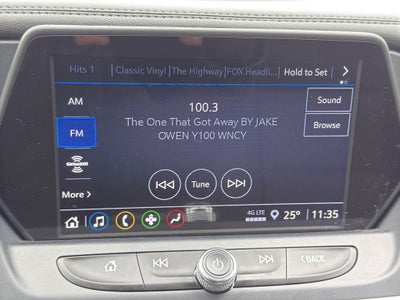 Hits 1 Classic Vinyl The Highway FOX Headli... Hold to Set
AM
100.3
Sound
The One That Got Away BY JAKE
OWEN Y100 WNCY
Browse
FM
SiriusXM
More
Tune
4G LTE
25° 11:35
BACK